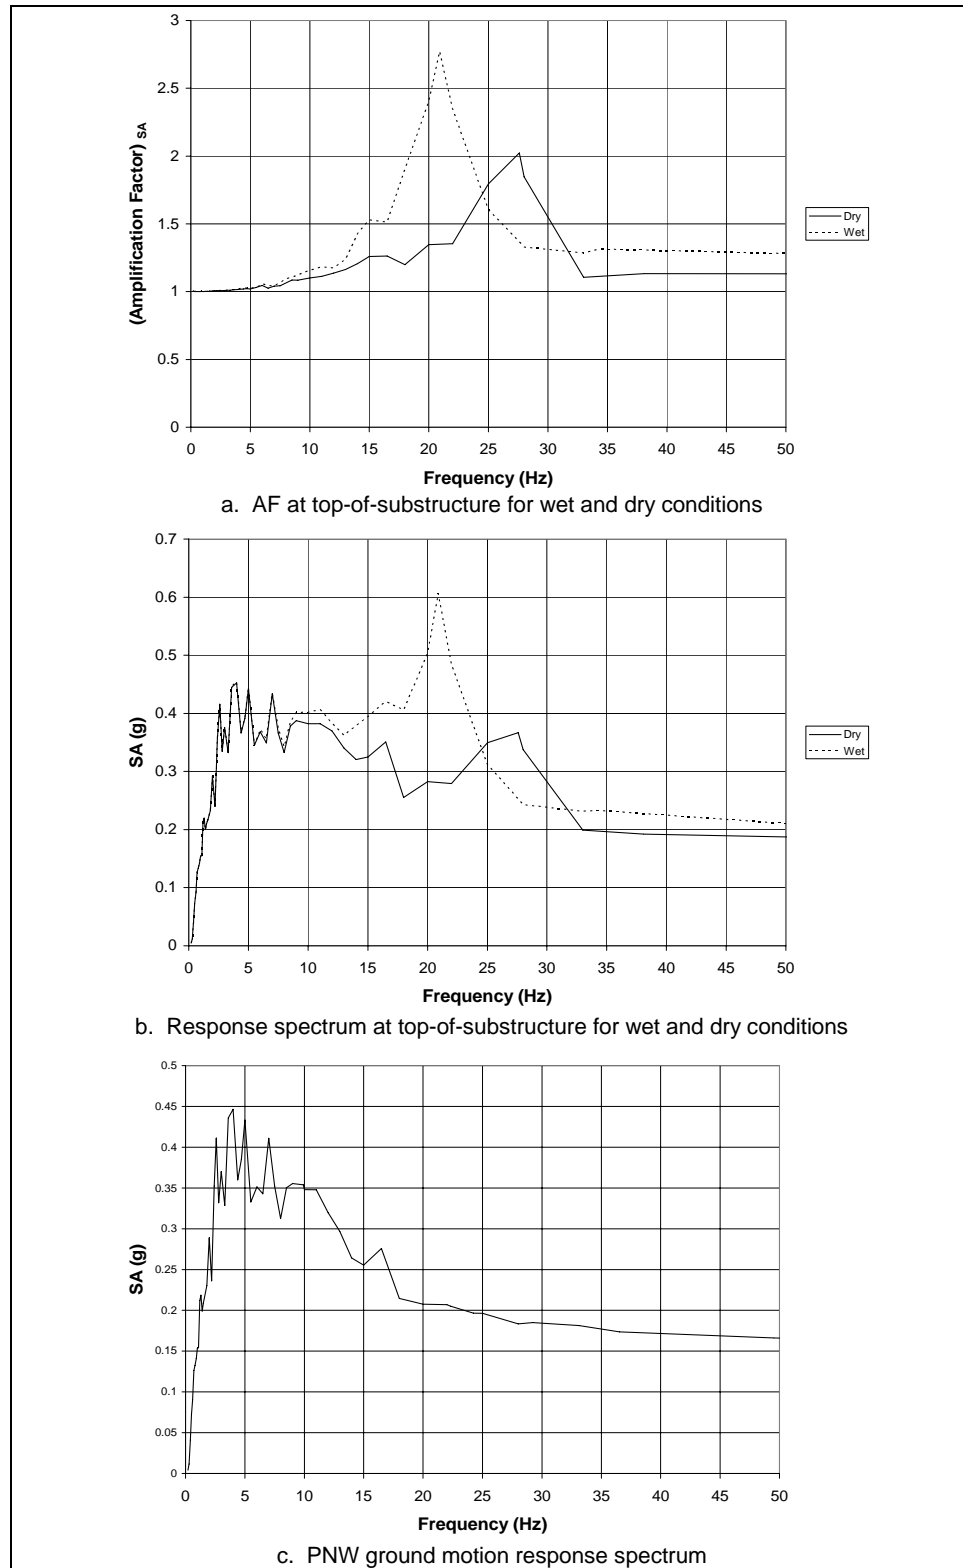 3
2.5
2
1.5
1
0.5
0
(Amplification Factor) SA
Dry
Wet
0 5 10 15 20 25 30 35 40 45 50
Frequency (Hz)
a. AF at top-of-substructure for wet and dry conditions
0.7
0.6
0.5
0.4
0.3
0.2
0.1
0
SA (g)
Dry
Wet
0 5 10 15 20 25 30 35 40 45 50
Frequency (Hz)
b. Response spectrum at top-of-substructure for wet and dry conditions
0.5
0.45
0.4
0.35
0.3
0.25
0.2
0.15
0.1
0.05
0
SA (g)
0 5 10 15 20 25 30 35 40 45 50
Frequency (Hz)
c. PNW ground motion response spectrum